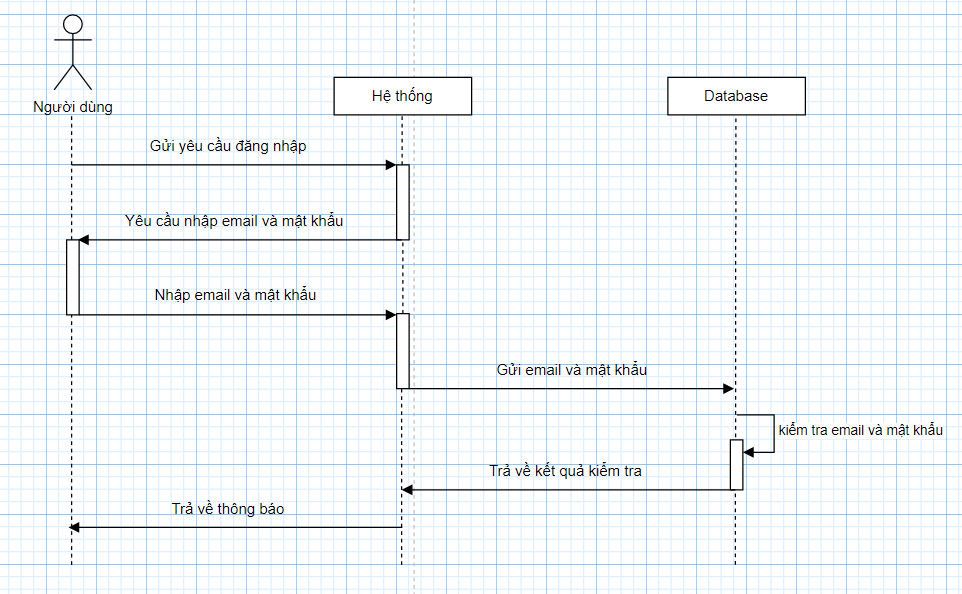 Người dùng
Hệ thống
Database
Gửi yêu cầu đăng nhập
Yêu cầu nhập email và mật khẩu
Nhập email và mật khẩu
Gửi email và mật khẩu
kiểm tra email và mật khẩu
Trả về kết quả kiểm tra
Trả về thông báo